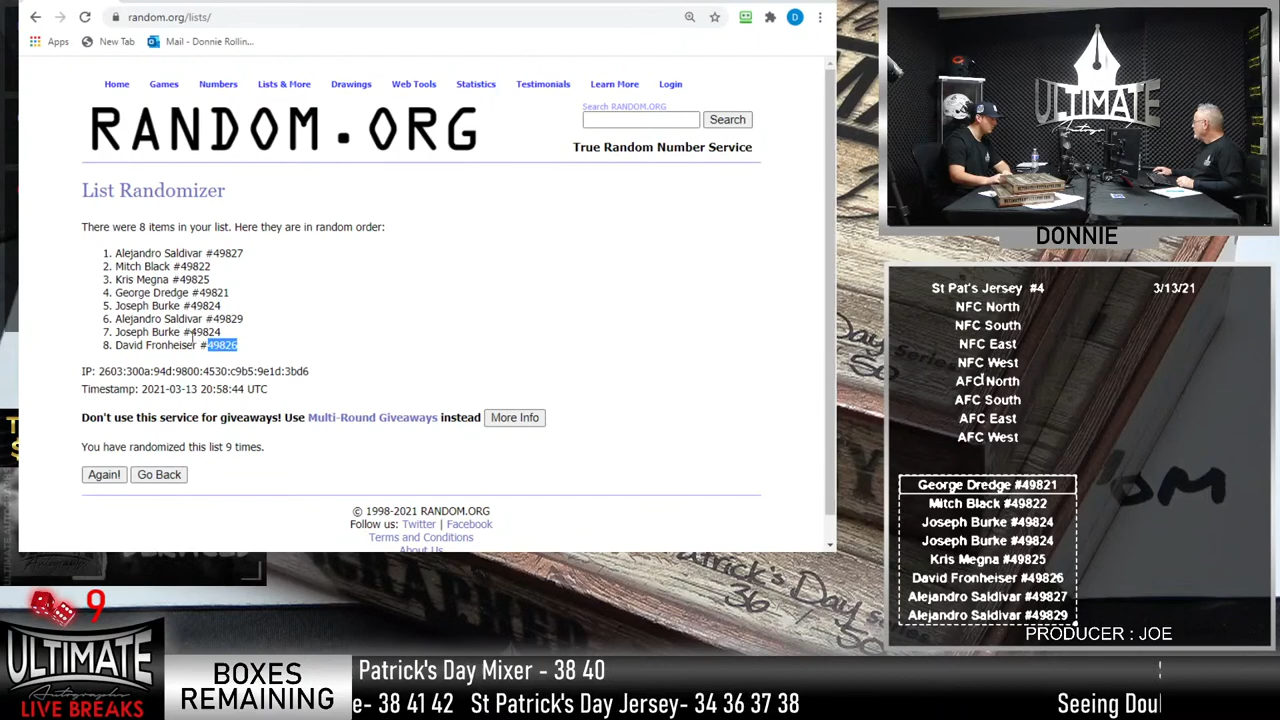 random.org/lists/
Apps New Tab Mail - Donnie Rollin...
Home Games Numbers Lists & More Drawings Web Tools Statistics Testimonials Learn More Login
RANDOM.ORG
Search RANDOM.ORG
Search
True Random Number Service
List Randomizer
There were 8 items in your list. Here they are in random order:
1. Alejandro Saldivar #49827
2. Mitch Black #49822
3. Kris Megna #49825
4. George Dredge #49821
5. Joseph Burke #49824
6. Alejandro Saldivar #49829
7. Joseph Burke #49824
8. David Fronheiser #49826
IP: 2603:300a:94d:9800:4530:c9b5:9e1d:3bd6
Timestamp: 2021-03-13 20:58:44 UTC
Don't use this service for giveaways! Use Multi-Round Giveaways instead More Info
You have randomized this list 9 times.
Again! Go Back
© 1998-2021 RANDOM.ORG
Follow us: Twitter | Facebook
Terms and Conditions
About Us
ULTIMATE
Autographs
DONNIE
St Pat's Jersey #4 3/13/21
NFC North
NFC South
NFC East
NFC West
AFC North
AFC South
AFC East
AFC West
George Dredge #49821
Mitch Black #49822
Joseph Burke #49824
Joseph Burke #49824
Kris Megna #49825
David Fronheiser #49826
Alejandro Saldivar #49827
Alejandro Saldivar #49829
PRODUCER : JOE
Patrick's Day
36
50
9
ULTIMATE
Autographs
LIVE BREAKS
BOXES
REMAINING
Patrick's Day Mixer - 38 40
e- 38 41 42 St Patrick's Day Jersey- 34 36 37 38 Seeing Dou